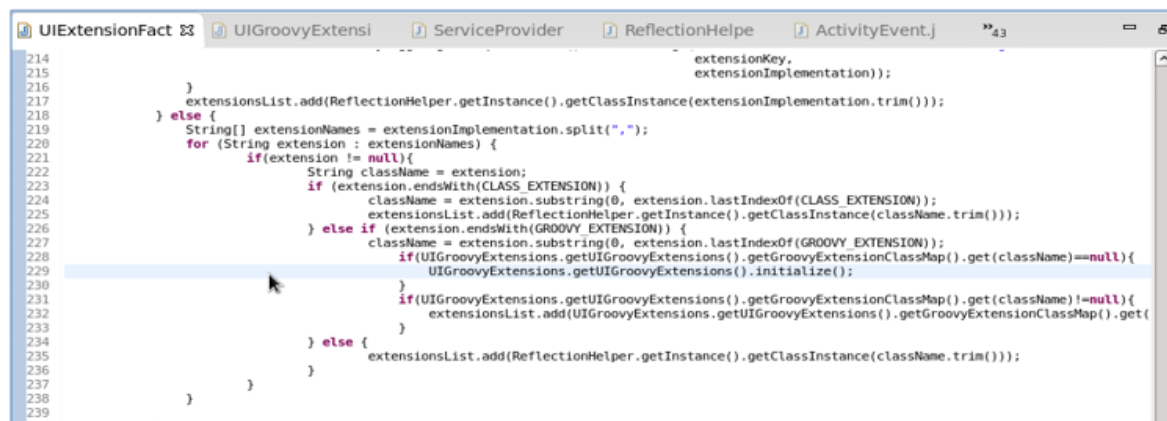 UIExtensionFact UIGroovyExtensi ServiceProvider ReflectionHelpe ActivityEvent.j »43
214 extensionKey,
215 extensionImplementation));
216 }
217 extensionsList.add(ReflectionHelper.getInstance().getClassInstance(extensionImplementation.trim()));
218 } else {
219 String[] extensionNames = extensionImplementation.split(",");
220 for (String extension : extensionNames) {
221 if(extension != null){
222 String className = extension;
223 if (extension.endsWith(CLASS_EXTENSION)) {
224 className = extension.substring(0, extension.lastIndexOf(CLASS_EXTENSION));
225 extensionsList.add(ReflectionHelper.getInstance().getClassInstance(className.trim()));
226 } else if (extension.endsWith(GROOVY_EXTENSION)) {
227 className = extension.substring(0, extension.lastIndexOf(GROOVY_EXTENSION));
228 if(UIGroovyExtensions.getUIGroovyExtensions().getGroovyExtensionClassMap().get(className)==null){
229 UIGroovyExtensions.getUIGroovyExtensions().initialize();
230 }
231 if(UIGroovyExtensions.getUIGroovyExtensions().getGroovyExtensionClassMap().get(className)!=null){
232 extensionsList.add(UIGroovyExtensions.getUIGroovyExtensions().getGroovyExtensionClassMap().get(
233 }
234 } else {
235 extensionsList.add(ReflectionHelper.getInstance().getClassInstance(className.trim()));
236 }
237 }
238 }
239